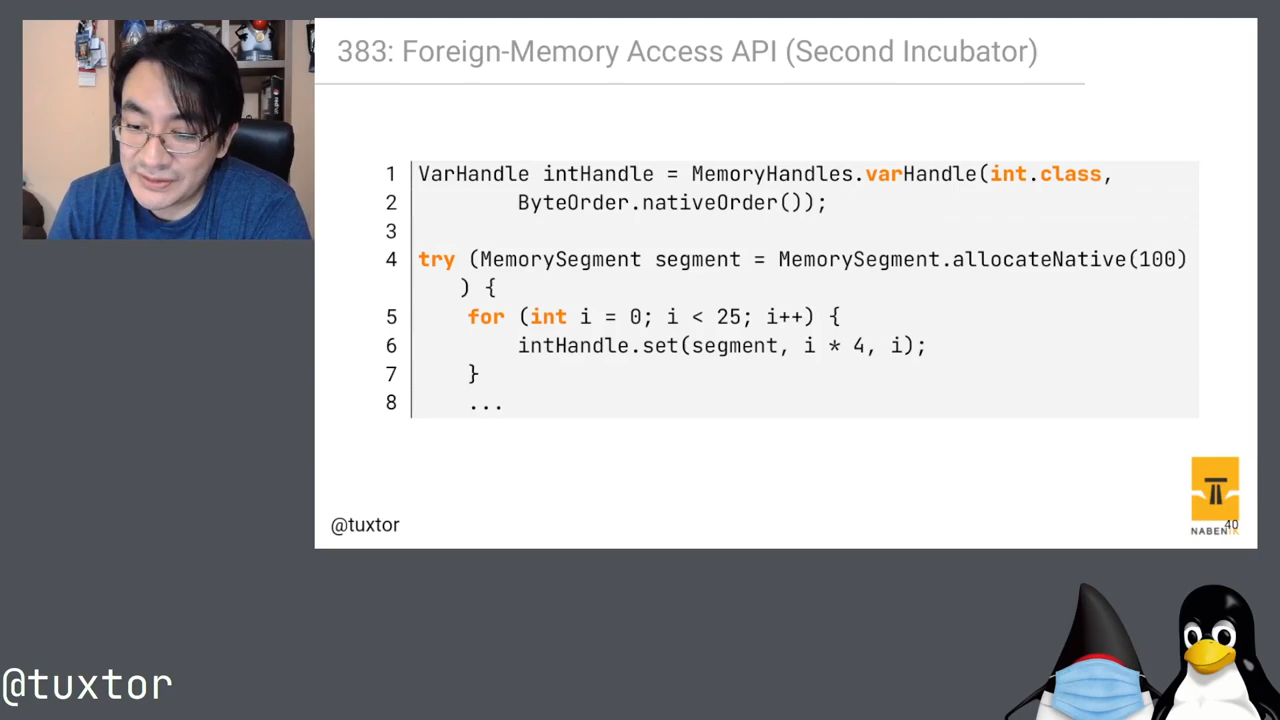 383: Foreign-Memory Access API (Second Incubator)
1 VarHandle intHandle = MemoryHandles.varHandle(int.class,
2 ByteOrder.nativeOrder());
3
4 try (MemorySegment segment = MemorySegment.allocateNative(100)
) {
5 for (int i = 0; i < 25; i++) {
6 intHandle.set(segment, i * 4, i);
7 }
8 ...
@tuxtor
40
NABENIK
@tuxtor